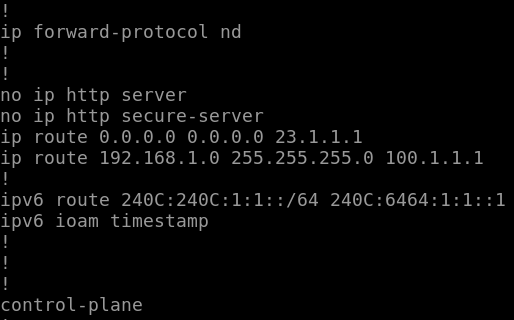 !
ip forward-protocol nd
!
!
no ip http server
no ip http secure-server
ip route 0.0.0.0 0.0.0.0 23.1.1.1
ip route 192.168.1.0 255.255.255.0 100.1.1.1
!
ipv6 route 240C:240C:1:1::/64 240C:6464:1:1::1
ipv6 ioam timestamp
!
!
!
control-plane